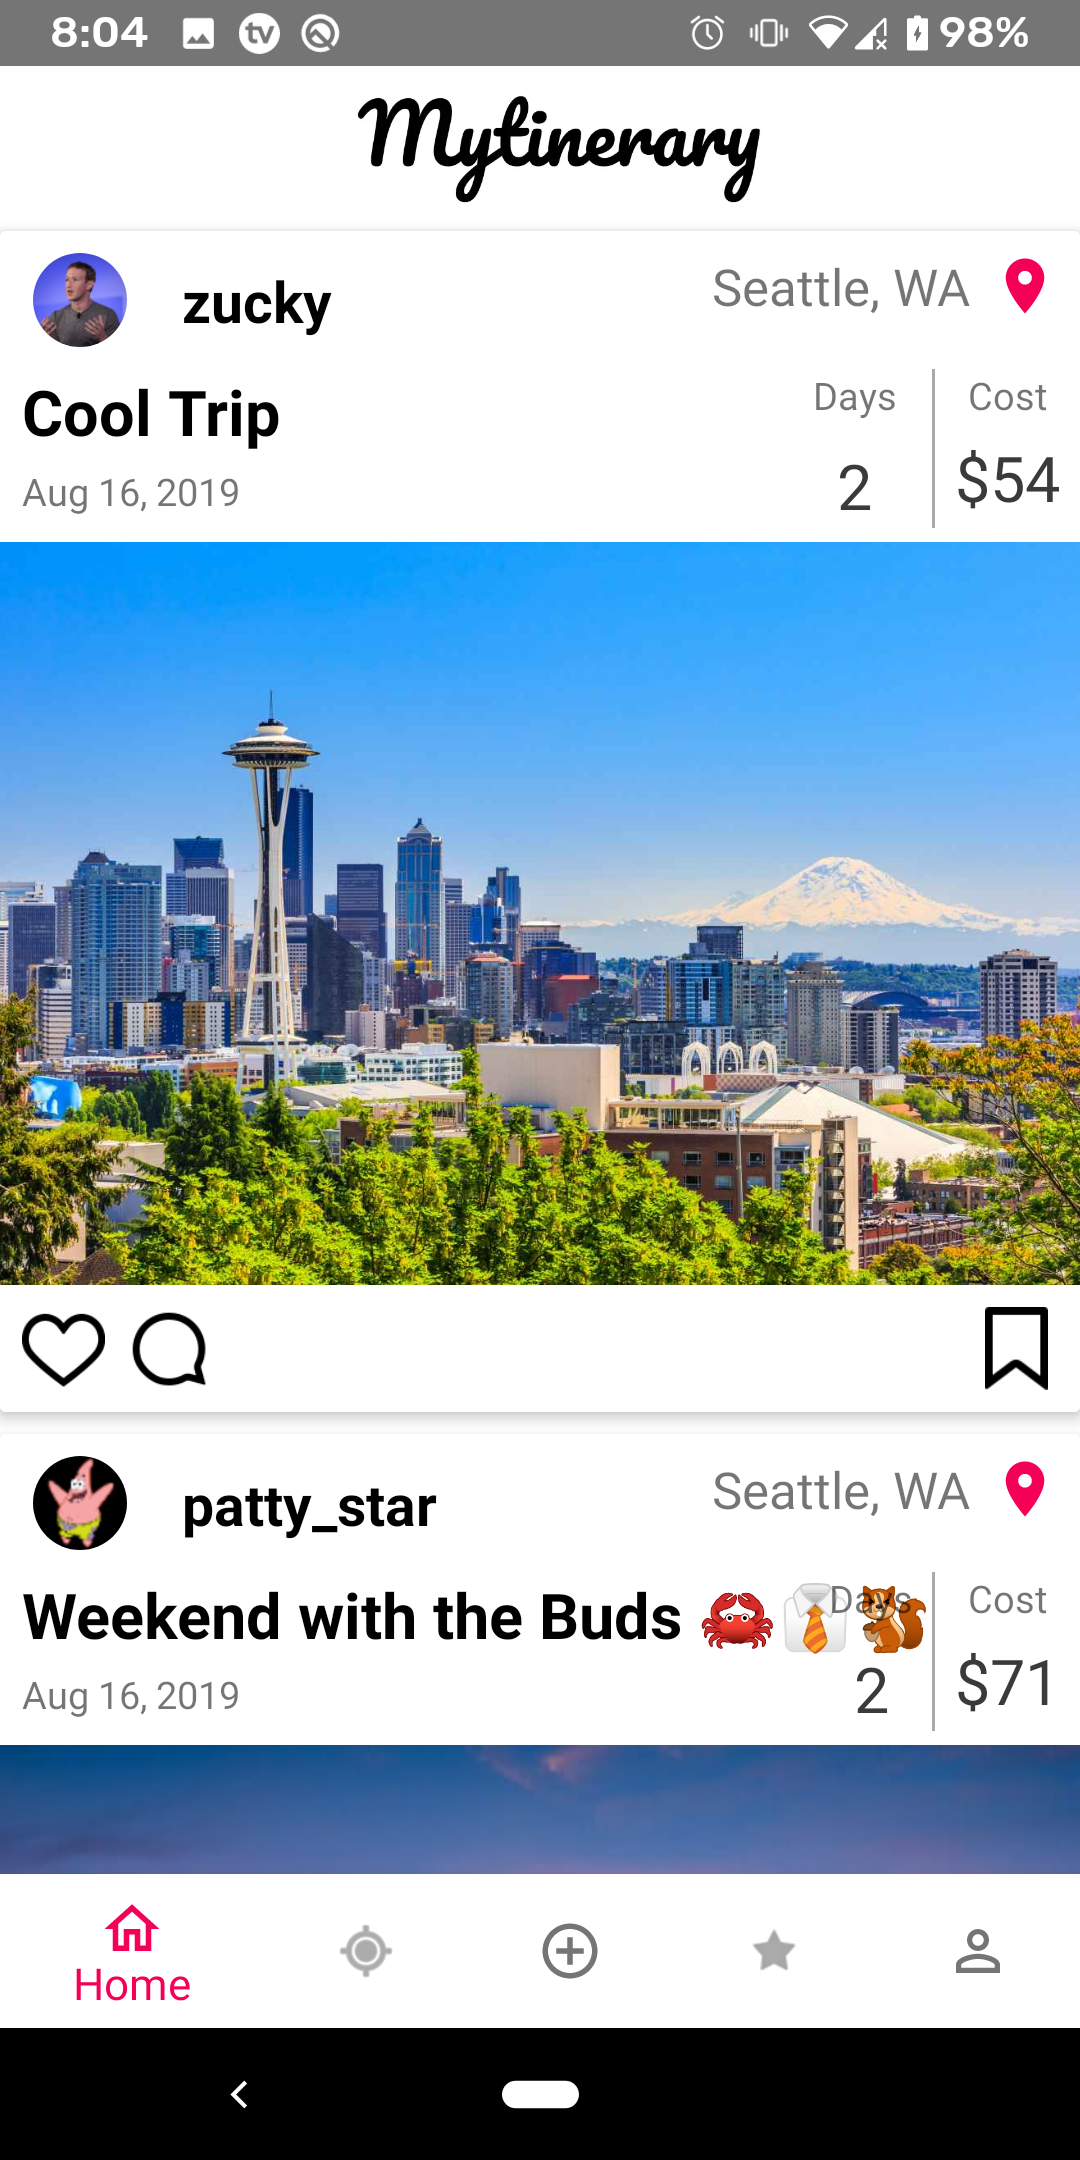 8:04 tv 98%
Mytinerary
zucky Seattle, WA
Cool Trip Days Cost
Aug 16, 2019 2 $54
patty_star Seattle, WA
Weekend with the Buds 🦀👔🐿 Days Cost
Aug 16, 2019 2 $71
Home